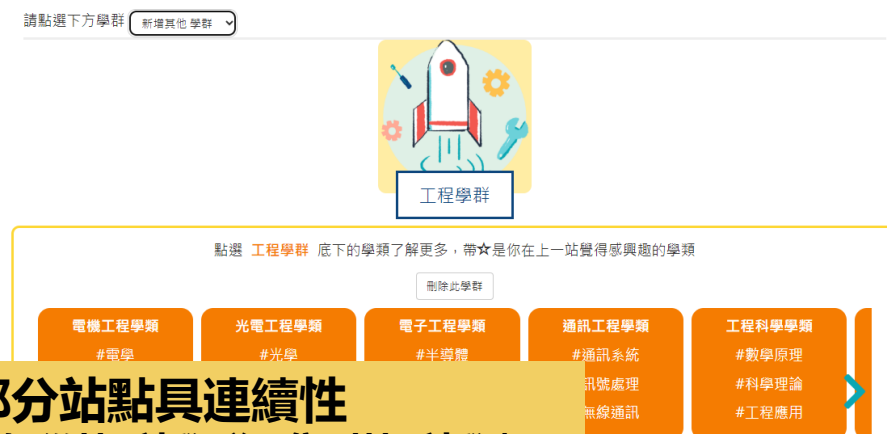 請點選下方學群 新增其他 學群
工程學群
點選 工程學群 底下的學類了解更多，帶☆是你在上一站覺得感興趣的學類
刪除此學群
電機工程學類 光電工程學類 電子工程學類 通訊工程學類 工程科學學類
#電學 #光學 #半導體 #通訊系統 #數學原理
訊號處理 #科學理論
無線通訊 #工程應用
部分站點具連續性